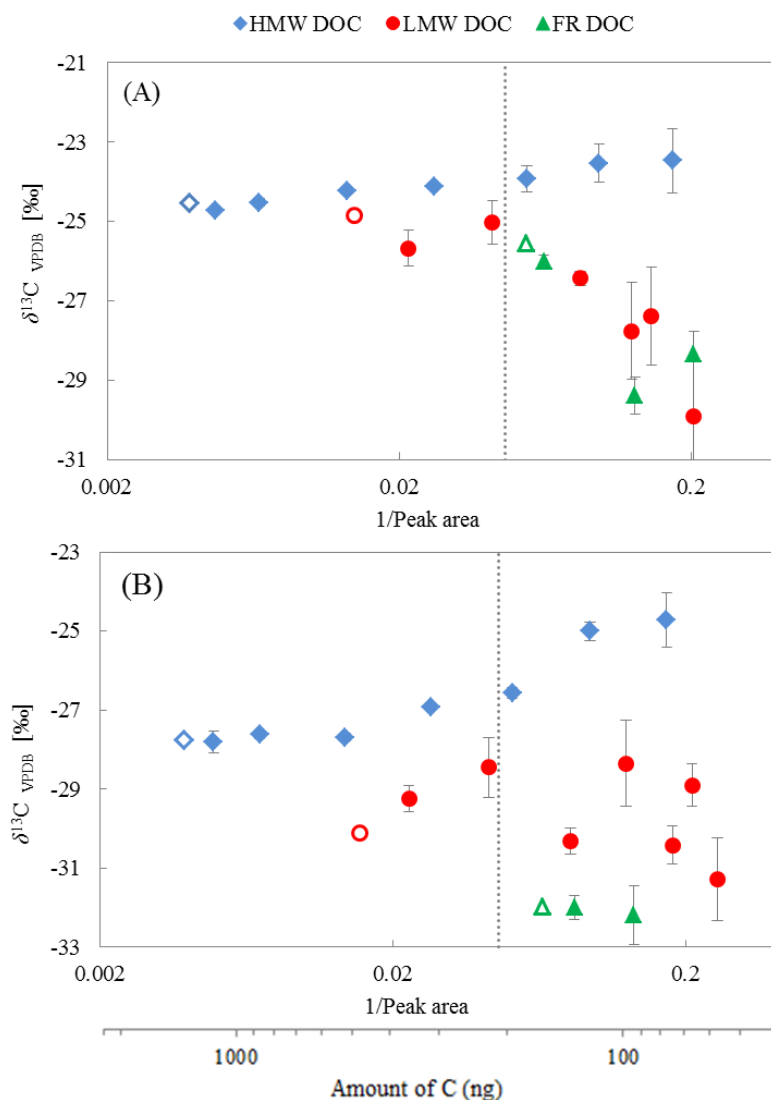 HMW DOC LMW DOC FR DOC
(A)
-21
-23
-25
-27
-29
-31
δ¹³C VPDB [‰]
0.002 0.02 0.2
1/Peak area
(B)
-23
-25
-27
-29
-31
-33
δ¹³C VPDB [‰]
0.002 0.02 0.2
1/Peak area
1000 100
Amount of C (ng)